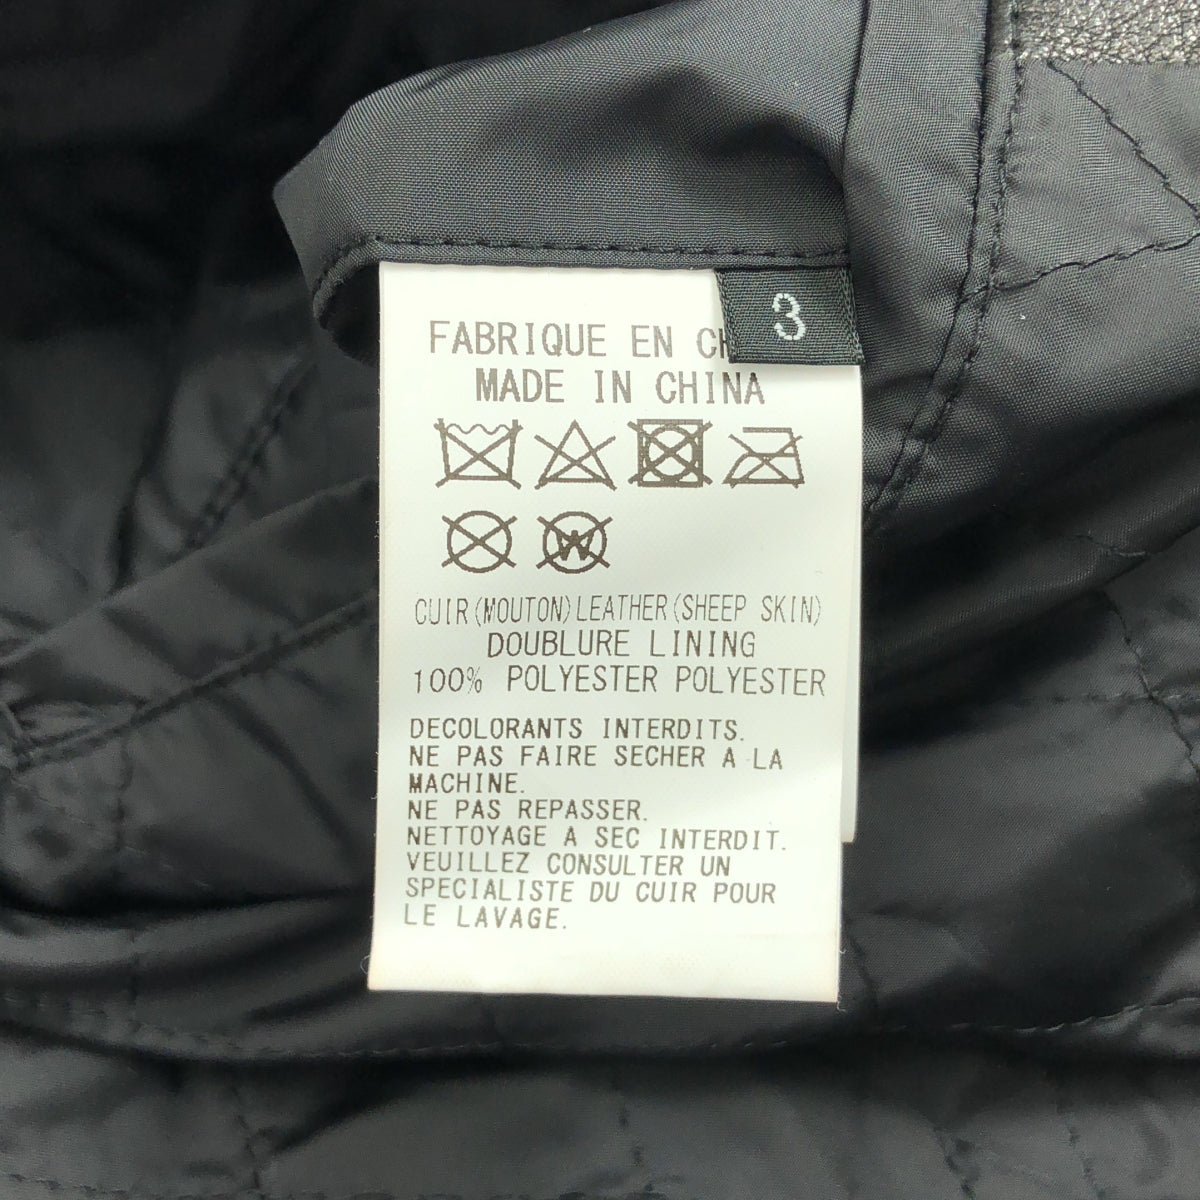 3
FABRIQUE EN
MADE IN CHINA
W
CUIR(MOUTON)LEATHER(SHEEP SKIN)
DOUBLURE LINING
100% POLYESTER POLYESTER
DECOLORANTS INTERDITS.
NE PAS FAIRE SECHER A LA
MACHINE.
NE PAS REPASSER.
NETTOYAGE A SEC INTERDIT.
VEUILLEZ CONSULTER UN
SPECIALISTE DU CUIR POUR
LE LAVAGE.